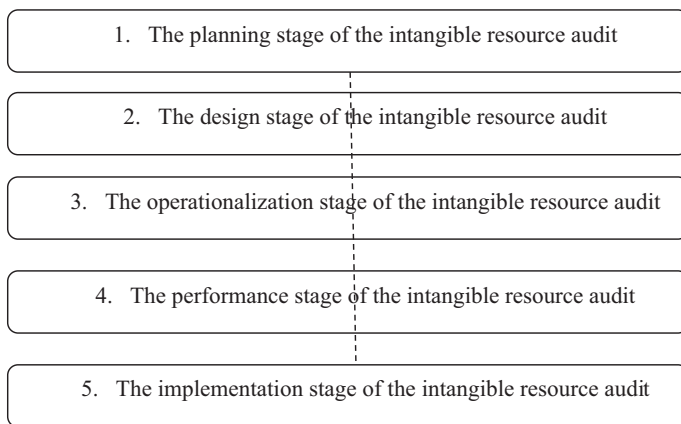 1. The planning stage of the intangible resource audit
2. The design stage of the intangible resource audit
3. The operationalization stage of the intangible resource audit
4. The performance stage of the intangible resource audit
5. The implementation stage of the intangible resource audit